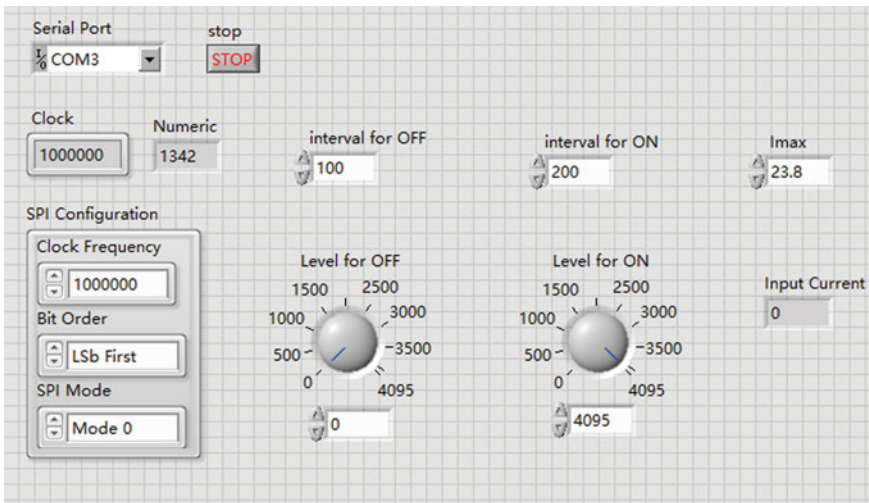 Serial Port
stop
COM3
STOP
Clock
Numeric
interval for OFF
interval for ON
Imax
1000000
1342
100
200
23.8
SPI Configuration
Clock Frequency
1000000
Bit Order
LSb First
SPI Mode
Mode 0
Level for OFF
0
500
1000
1500
2500
3000
3500
4095
0
Level for ON
0
500
1000
1500
2500
3000
3500
4095
4095
Input Current
0